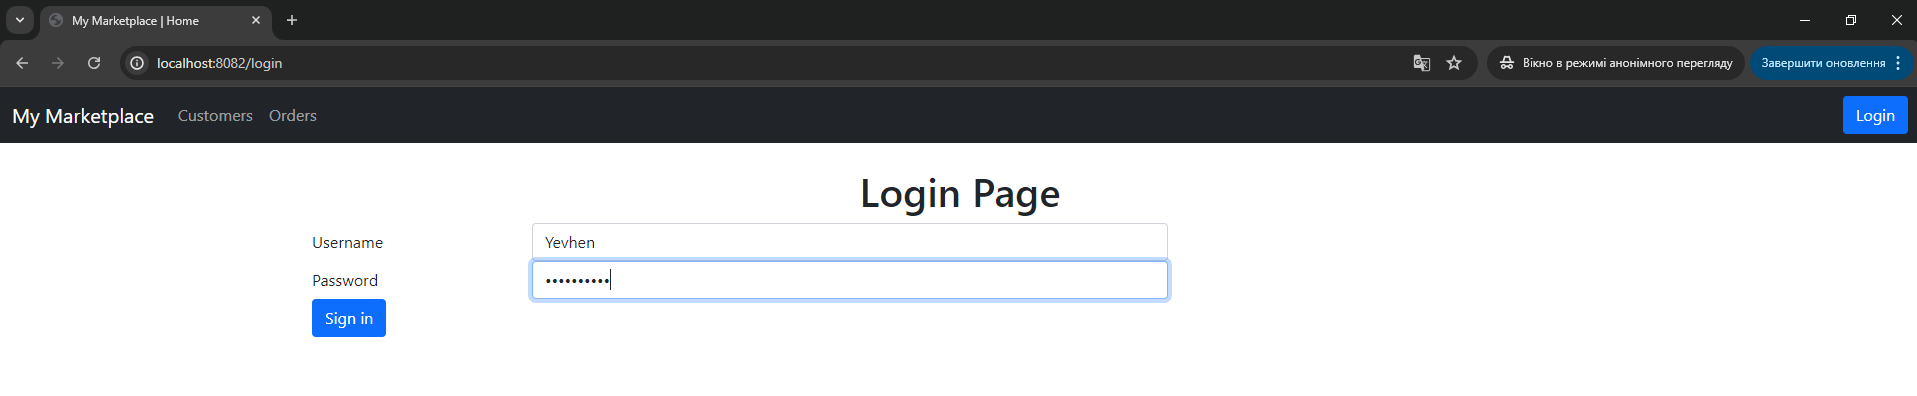 My Marketplace | Home
localhost:8082/login
Вікно в режимі анонімного перегляду
Завершити оновлення
My Marketplace Customers Orders Login
Login Page
Username Yevhen
Password ••••••••••
Sign in